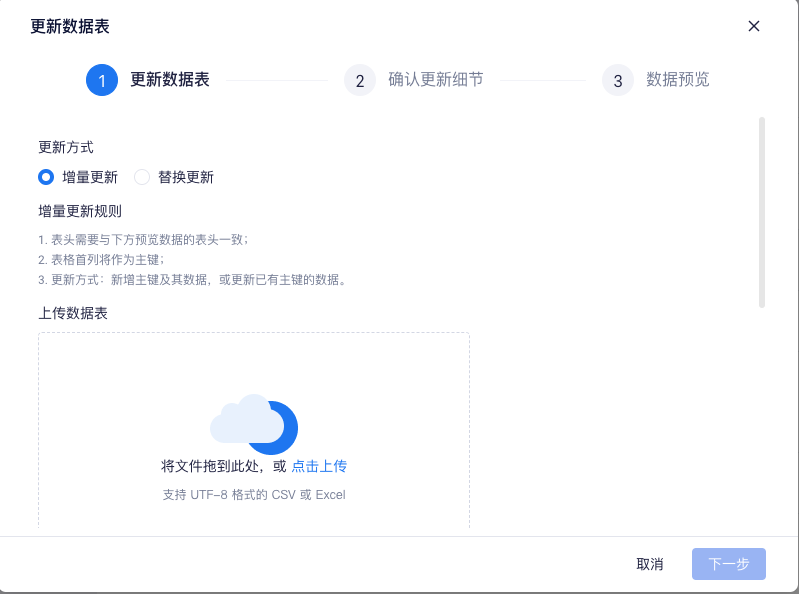 更新数据表
1 更新数据表 2 确认更新细节 3 数据预览
更新方式
增量更新 替换更新
增量更新规则
1. 表头需要与下方预览数据的表头一致；
2. 表格首列将作为主键；
3. 更新方式：新增主键及其数据，或更新已有主键的数据。
上传数据表
将文件拖到此处，或 点击上传
支持 UTF-8 格式的 CSV 或 Excel
取消 下一步